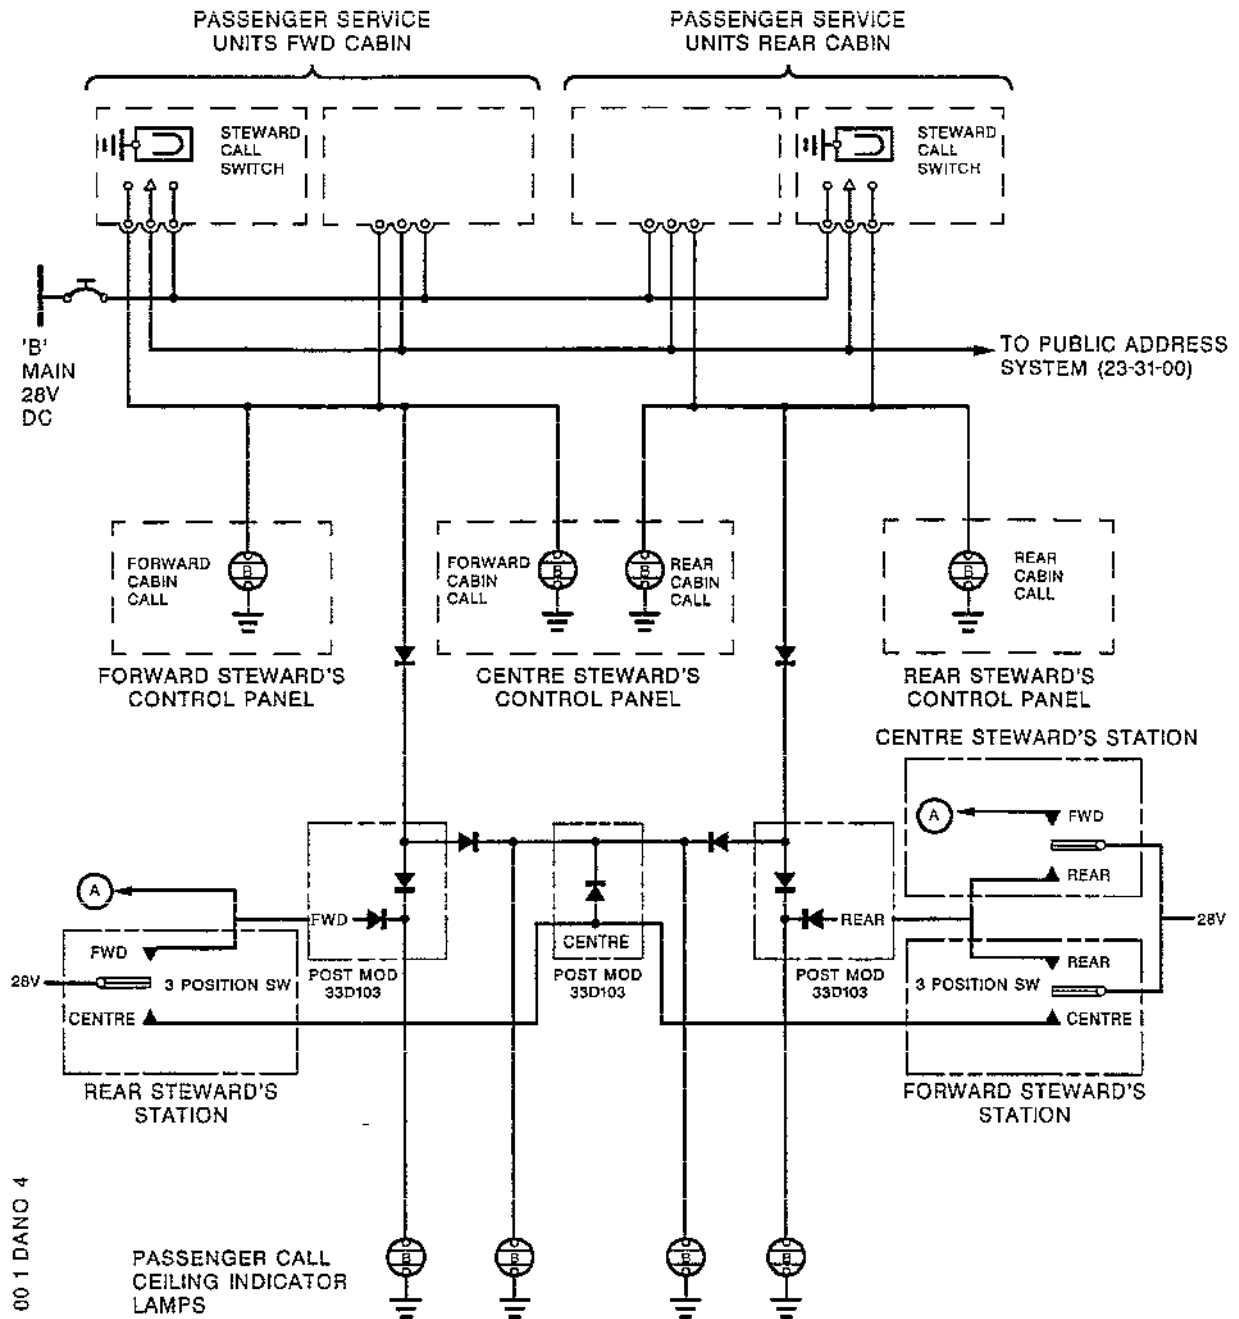 PASSENGER SERVICE
UNITS FWD CABIN
PASSENGER SERVICE
UNITS REAR CABIN
STEWARD
CALL
SWITCH
STEWARD
CALL
SWITCH
'B'
MAIN
28V
DC
TO PUBLIC ADDRESS
SYSTEM (23-31-00)
FORWARD
CABIN
CALL
B
FORWARD
CABIN
CALL
B
B
REAR
CABIN
CALL
B
REAR
CABIN
CALL
FORWARD STEWARD'S
CONTROL PANEL
CENTRE STEWARD'S
CONTROL PANEL
REAR STEWARD'S
CONTROL PANEL
CENTRE STEWARD'S STATION
A
FWD
REAR
28V
A
FWD
CENTRE
REAR
POST MOD
33D103
POST MOD
33D103
POST MOD
33D103
FWD
28V
3 POSITION SW
CENTRE
REAR STEWARD'S
STATION
REAR
3 POSITION SW
CENTRE
FORWARD STEWARD'S
STATION
PASSENGER CALL
CEILING INDICATOR
LAMPS
B
B
B
B
00 1 DANO 4